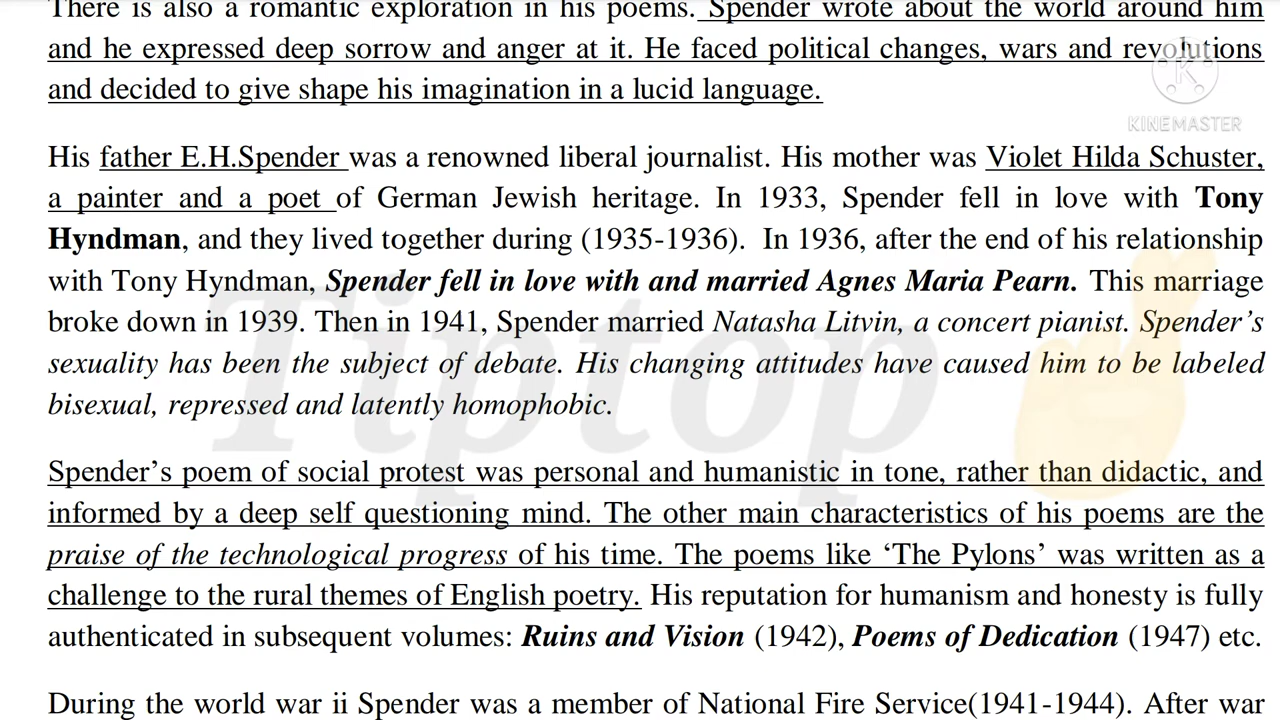 There is also a romantic exploration in his poems. Spender wrote about the world around him
and he expressed deep sorrow and anger at it. He faced political changes, wars and revolutions
and decided to give shape his imagination in a lucid language.
KINEMASTER
His father E.H.Spender was a renowned liberal journalist. His mother was Violet Hilda Schuster,
a painter and a poet of German Jewish heritage. In 1933, Spender fell in love with Tony
Hyndman, and they lived together during (1935-1936). In 1936, after the end of his relationship
with Tony Hyndman, Spender fell in love with and married Agnes Maria Pearn. This marriage
broke down in 1939. Then in 1941, Spender married Natasha Litvin, a concert pianist. Spender's
sexuality has been the subject of debate. His changing attitudes have caused him to be labeled
bisexual, repressed and latently homophobic.
Tiptop
Spender's poem of social protest was personal and humanistic in tone, rather than didactic, and
informed by a deep self questioning mind. The other main characteristics of his poems are the
praise of the technological progress of his time. The poems like 'The Pylons' was written as a
challenge to the rural themes of English poetry. His reputation for humanism and honesty is fully
authenticated in subsequent volumes: Ruins and Vision (1942), Poems of Dedication (1947) etc.
During the world war ii Spender was a member of National Fire Service(1941-1944). After war